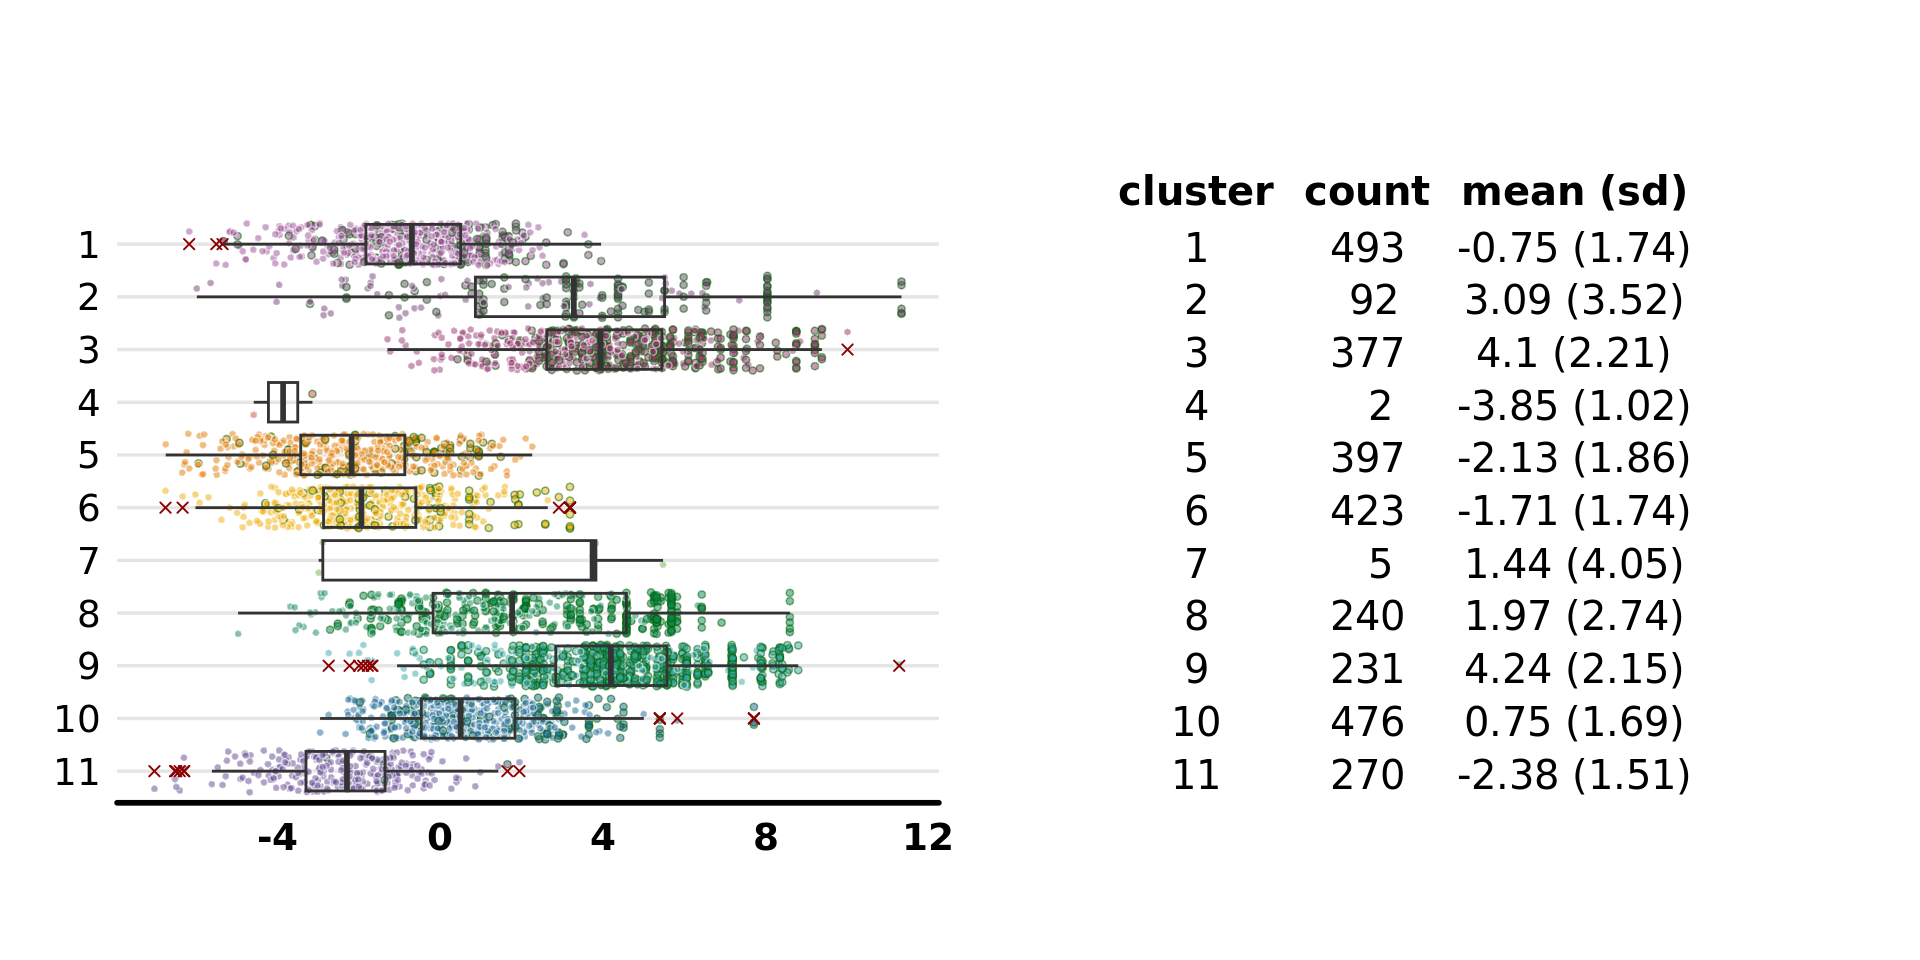 cluster count mean (sd)
1 1 493 -0.75 (1.74)
2 2 92 3.09 (3.52)
3 3 377 4.1 (2.21)
4 4 2 -3.85 (1.02)
5 5 397 -2.13 (1.86)
6 6 423 -1.71 (1.74)
7 7 5 1.44 (4.05)
8 8 240 1.97 (2.74)
9 9 231 4.24 (2.15)
10 10 476 0.75 (1.69)
11 11 270 -2.38 (1.51)
-4 0 4 8 12